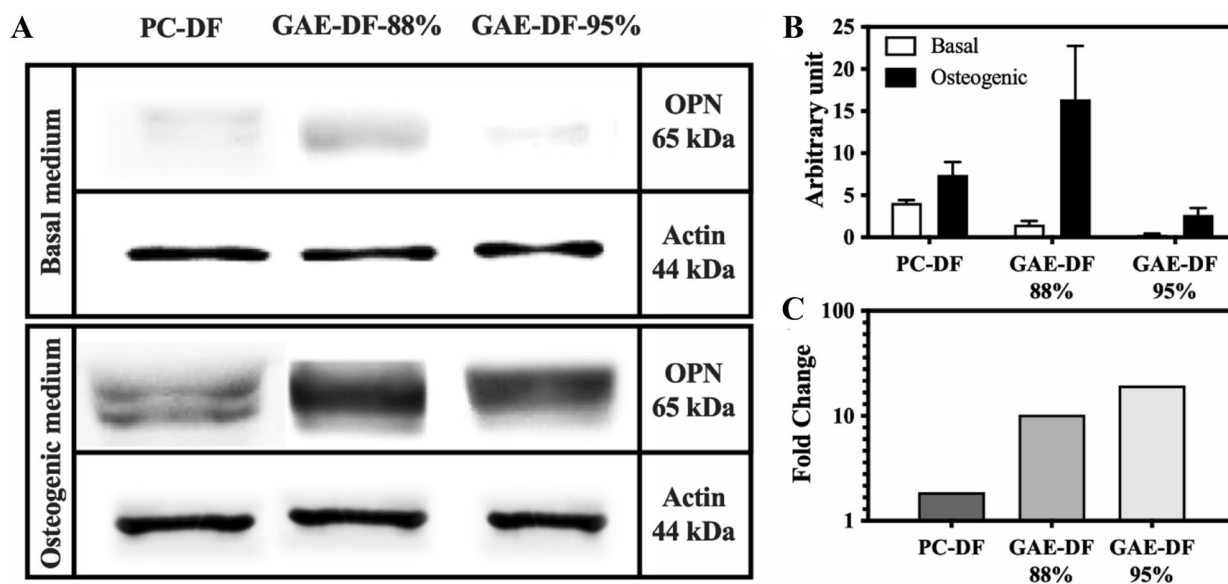 A
PC-DF GAE-DF-88% GAE-DF-95%
Basal medium
OPN
65 kDa
Actin
44 kDa
Osteogenic medium
OPN
65 kDa
Actin
44 kDa
B
Basal
Osteogenic
Arbitrary unit
25
20
15
10
5
0
PC-DF GAE-DF GAE-DF
88% 95%
C
Fold Change
100
10
1
PC-DF GAE-DF GAE-DF
88% 95%